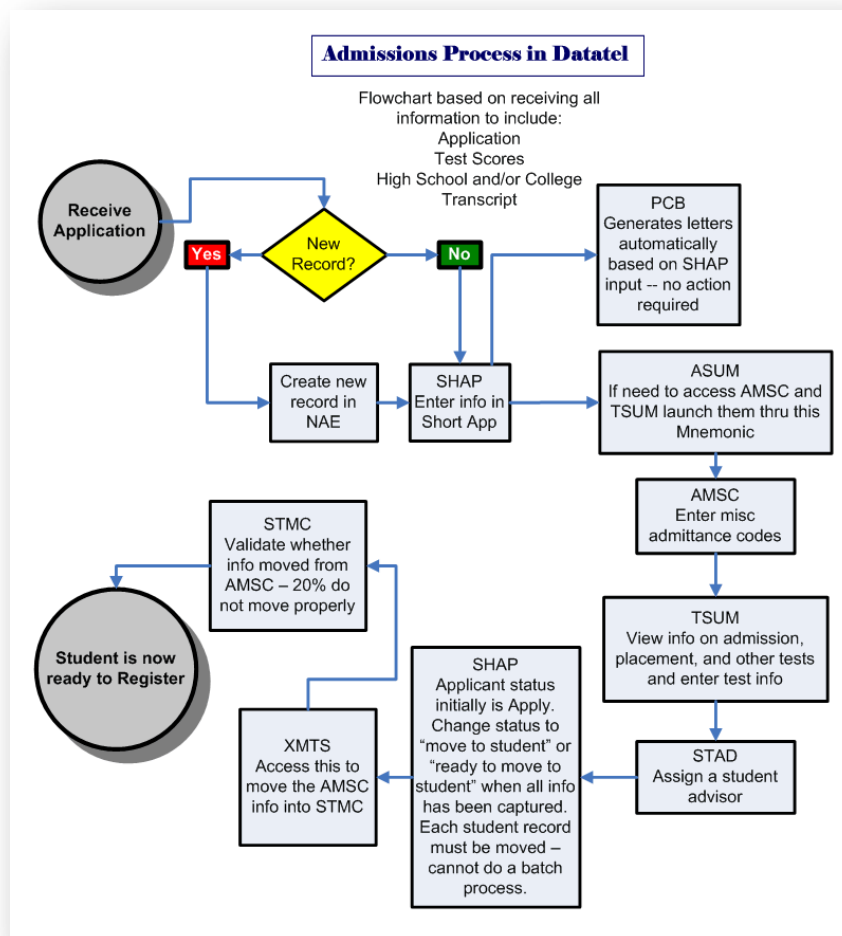 Admissions Process in Datatel
Flowchart based on receiving all
information to include:
Application
Test Scores
High School and/or College
Transcript
Receive
Application
New
Record?
Yes
No
PCB
Generates letters
automatically
based on SHAP
input -- no action
required
Create new
record in
NAE
SHAP
Enter info in
Short App
ASUM
If need to access AMSC and
TSUM launch them thru this
Mnemonic
AMSC
Enter misc
admittance codes
TSUM
View info on admission,
placement, and other tests
and enter test info
STAD
Assign a student
advisor
SHAP
Applicant status
initially is Apply.
Change status to
“move to student” or
“ready to move to
student” when all info
has been captured.
Each student record
must be moved –
cannot do a batch
process.
XMTS
Access this to
move the AMSC
info into STMC
STMC
Validate whether
info moved from
AMSC – 20% do
not move properly
Student is now
ready to Register